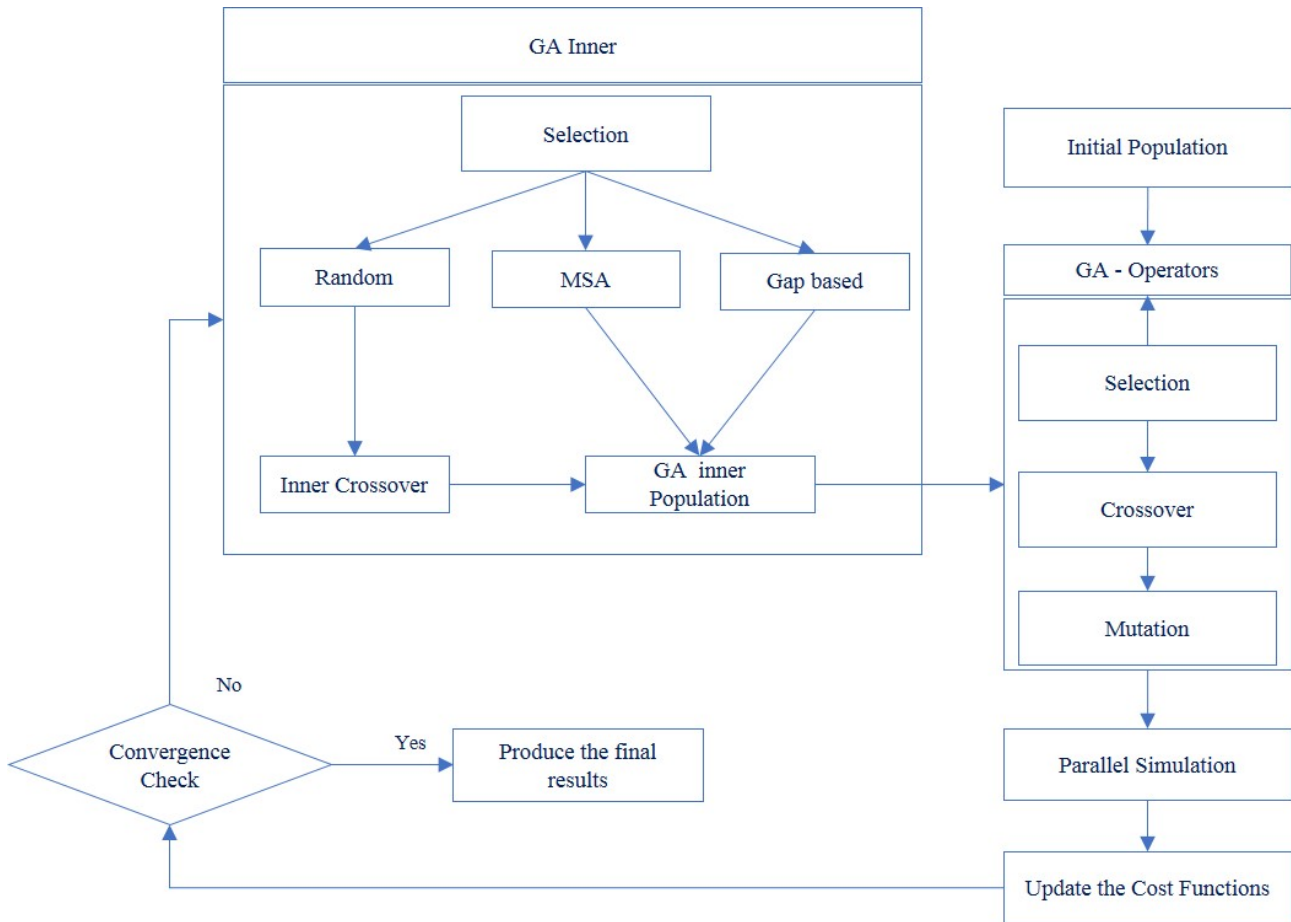 GA Inner
Selection
Initial Population
Random
MSA
Gap based
GA - Operators
Selection
Inner Crossover
GA inner
Population
Crossover
Mutation
No
Convergence
Check
Yes
Produce the final
results
Parallel Simulation
Update the Cost Functions